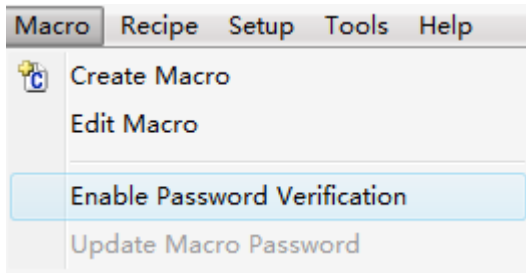 Macro Recipe Setup Tools Help
Create Macro
Edit Macro
Enable Password Verification
Update Macro Password